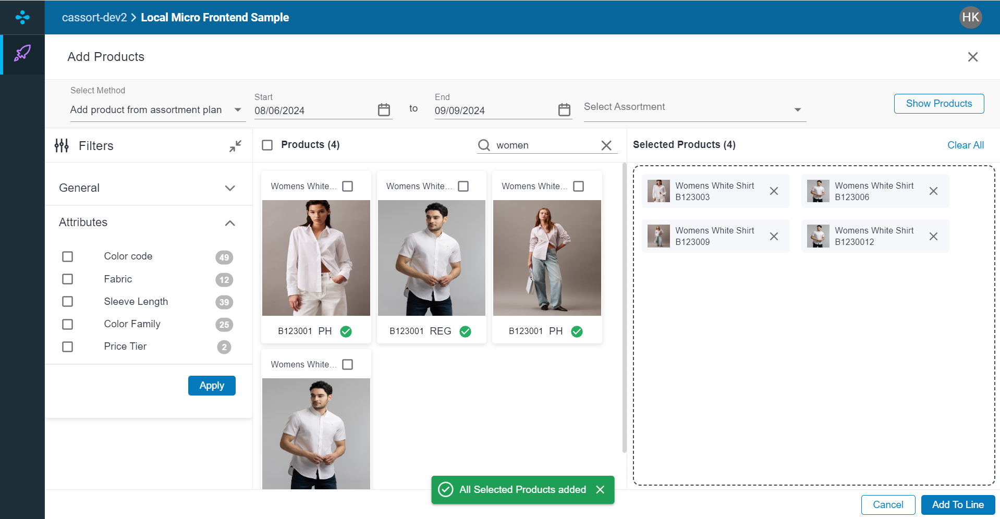 cassort-dev2 > Local Micro Frontend Sample
HK
Add Products
Select Method
Add product from assortment plan
Start
08/06/2024
to
End
09/09/2024
Select Assortment
Show Products
Filters
General
Attributes
Color code 49
Fabric 12
Sleeve Length 39
Color Family 25
Price Tier 2
Apply
Products (4)
women
Womens White...
B123001 PH
Womens White...
B123001 REG
Womens White...
B123001 PH
Womens White...
Selected Products (4)
Clear All
Womens White Shirt
B123003
Womens White Shirt
B123006
Womens White Shirt
B123009
Womens White Shirt
B1230012
All Selected Products added
Cancel
Add To Line